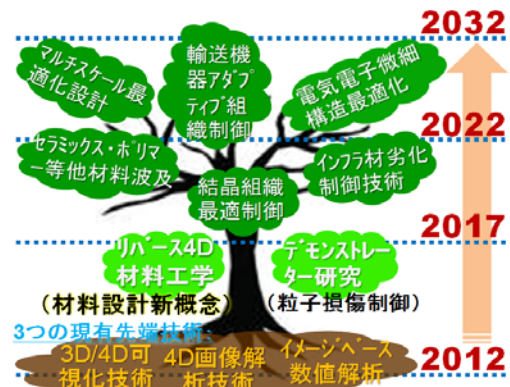 2032
マルチスケール最
適化設計
輸送機
器アダプ
ティブ組
織制御
電気電子微細
構造最適化
2022
セラミックス・ポリマ
ー等他材料波及
結晶組織
最適制御
インフラ材劣化
制御技術
2017
リバース4D
材料工学
デモンストレー
ター研究
(材料設計新概念)
(粒子損傷制御)
3つの現有先端技術:
3D/4D可
視化技術
4D画像解
析技術
イメージベース
数値解析
2012